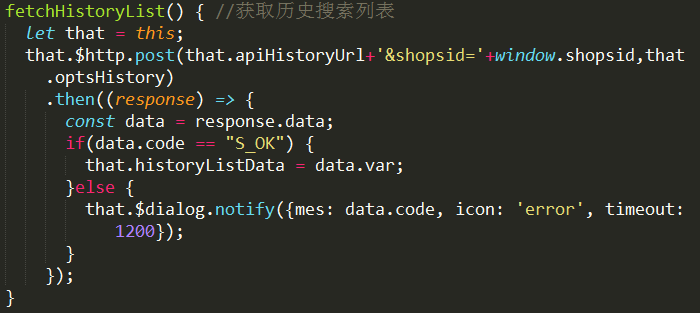 fetchHistoryList() { //获取历史搜索列表
let that = this;
that.$http.post(that.apiHistoryUrl+'&shopsid='+window.shopsid,that
.optsHistory)
.then((response) => {
const data = response.data;
if(data.code == "S_OK") {
that.historyListData = data.var;
}else {
that.$dialog.notify({mes: data.code, icon: 'error', timeout:
1200});
}
});
}